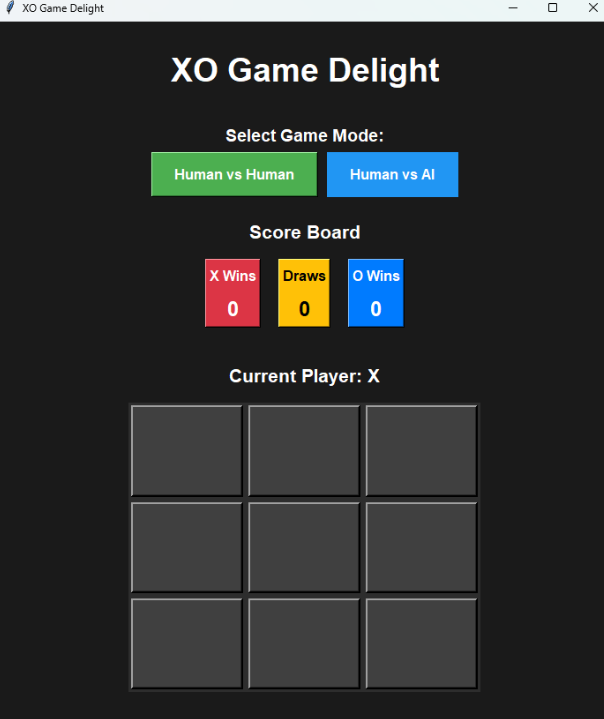 XO Game Delight
XO Game Delight
Select Game Mode:
Human vs Human Human vs AI
Score Board
X Wins Draws O Wins
0 0 0
Current Player: X